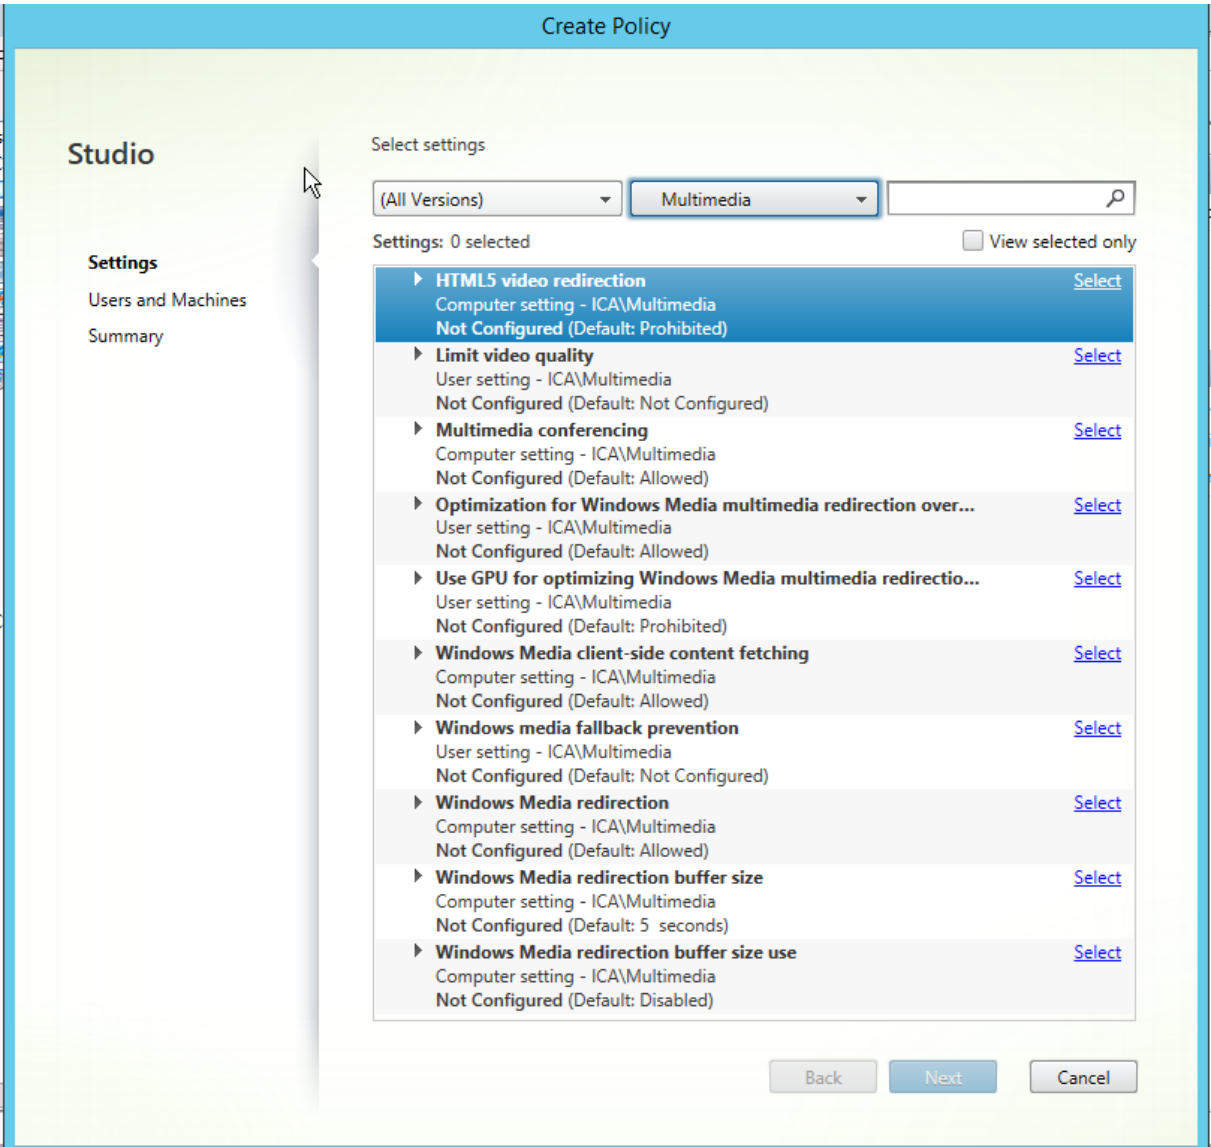 Create Policy
Studio
Settings
Users and Machines
Summary
Select settings
(All Versions) Multimedia
Settings: 0 selected View selected only
HTML5 video redirection Select
Computer setting - ICA\Multimedia
Not Configured (Default: Prohibited)
Limit video quality Select
User setting - ICA\Multimedia
Not Configured (Default: Not Configured)
Multimedia conferencing Select
Computer setting - ICA\Multimedia
Not Configured (Default: Allowed)
Optimization for Windows Media multimedia redirection over... Select
User setting - ICA\Multimedia
Not Configured (Default: Allowed)
Use GPU for optimizing Windows Media multimedia redirectio... Select
User setting - ICA\Multimedia
Not Configured (Default: Prohibited)
Windows Media client-side content fetching Select
Computer setting - ICA\Multimedia
Not Configured (Default: Allowed)
Windows media fallback prevention Select
User setting - ICA\Multimedia
Not Configured (Default: Not Configured)
Windows Media redirection Select
Computer setting - ICA\Multimedia
Not Configured (Default: Allowed)
Windows Media redirection buffer size Select
Computer setting - ICA\Multimedia
Not Configured (Default: 5  seconds)
Windows Media redirection buffer size use Select
Computer setting - ICA\Multimedia
Not Configured (Default: Disabled)
Back Next Cancel